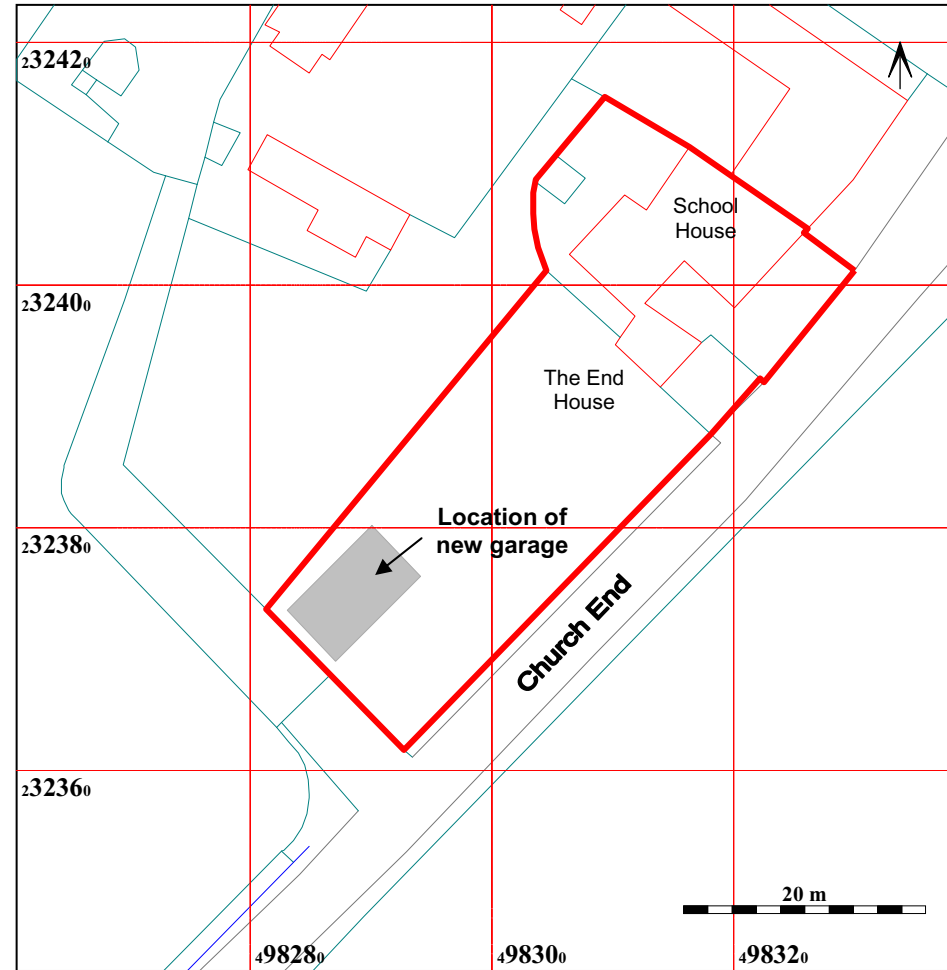 232420
School
House
232400
The End
House
Location of
new garage
232380
Church End
232360
20 m
498280
498300
498320